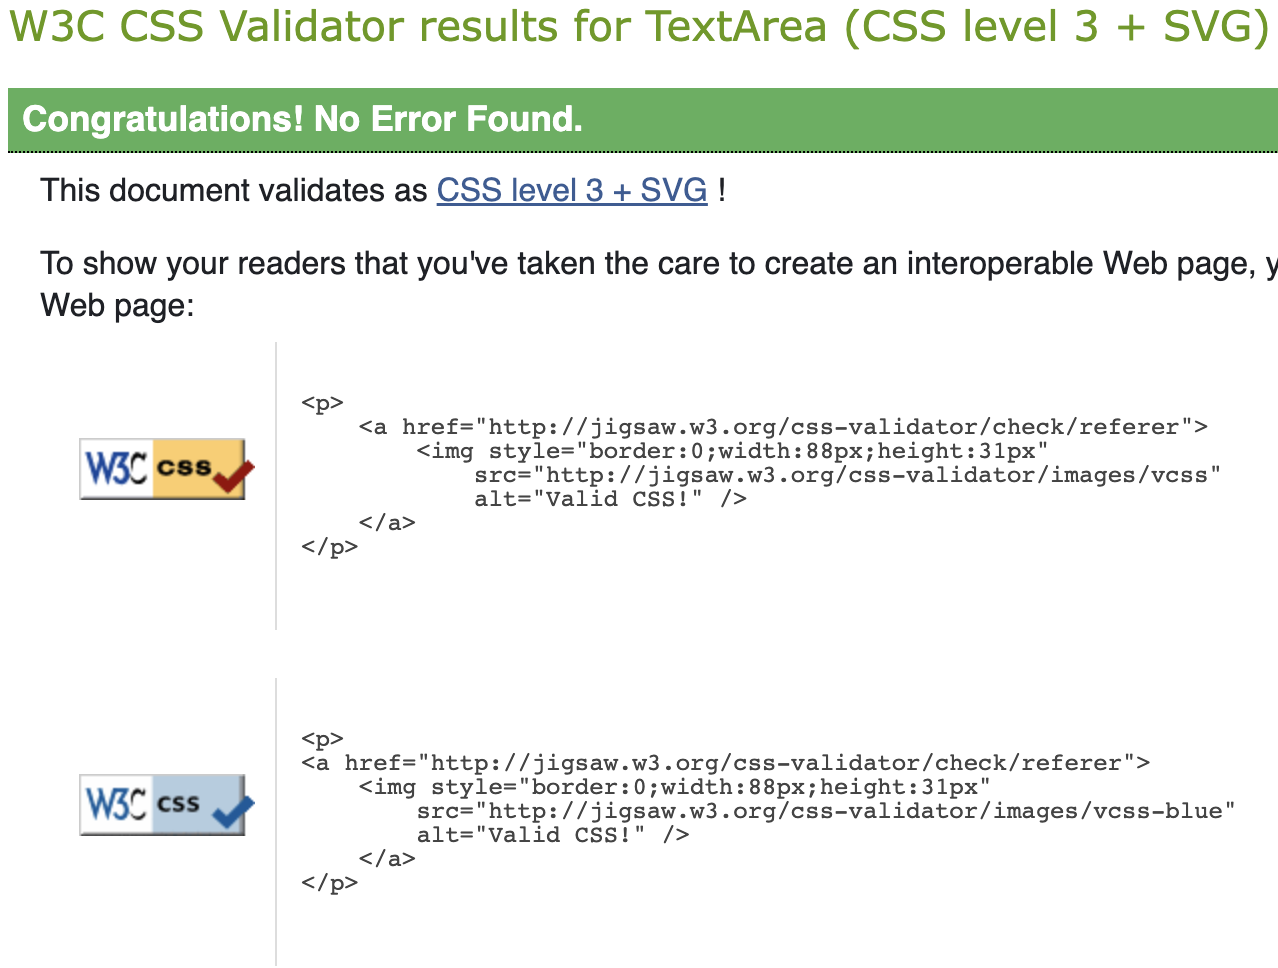 W3C CSS Validator results for TextArea (CSS level 3 + SVG)
Congratulations! No Error Found.
This document validates as CSS level 3 + SVG !
To show your readers that you've taken the care to create an interoperable Web page, y
Web page:
<p>
<a href="http://jigsaw.w3.org/css-validator/check/referer">
<img style="border:0;width:88px;height:31px"
W3C css
src="http://jigsaw.w3.org/css-validator/images/vcss"
alt="Valid CSS!" />
</a>
</p>
<p>
<a href="http://jigsaw.w3.org/css-validator/check/referer">
<img style="border:0;width:88px;height:31px"
W3C css
src="http://jigsaw.w3.org/css-validator/images/vcss-blue"
alt="Valid CSS!" />
</a>
</p>